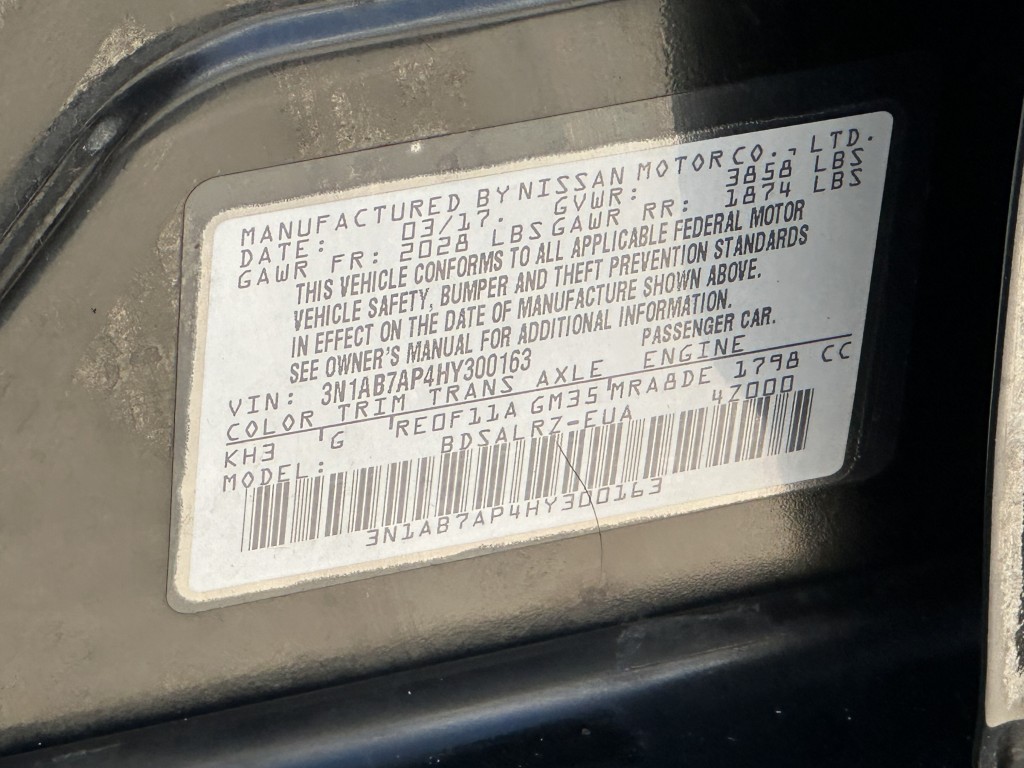 MANUFACTURED BY NISSAN MOTOR CO., LTD.
DATE: 03/17. GVWR: 3858 LBS
GAWR FR: 2028 LBS GAWR RR: 1874 LBS
THIS VEHICLE CONFORMS TO ALL APPLICABLE FEDERAL MOTOR
VEHICLE SAFETY, BUMPER AND THEFT PREVENTION STANDARDS
IN EFFECT ON THE DATE OF MANUFACTURE SHOWN ABOVE.
SEE OWNER'S MANUAL FOR ADDITIONAL INFORMATION.
VIN: 3N1AB7AP4HY300163 PASSENGER CAR.
COLOR TRIM TRANS AXLE ENGINE
KH3 G RE0F11A GM35 MRA8DE 1798 CC
MODEL: BDSALRZ-EUA 47000
3N1AB7AP4HY300163